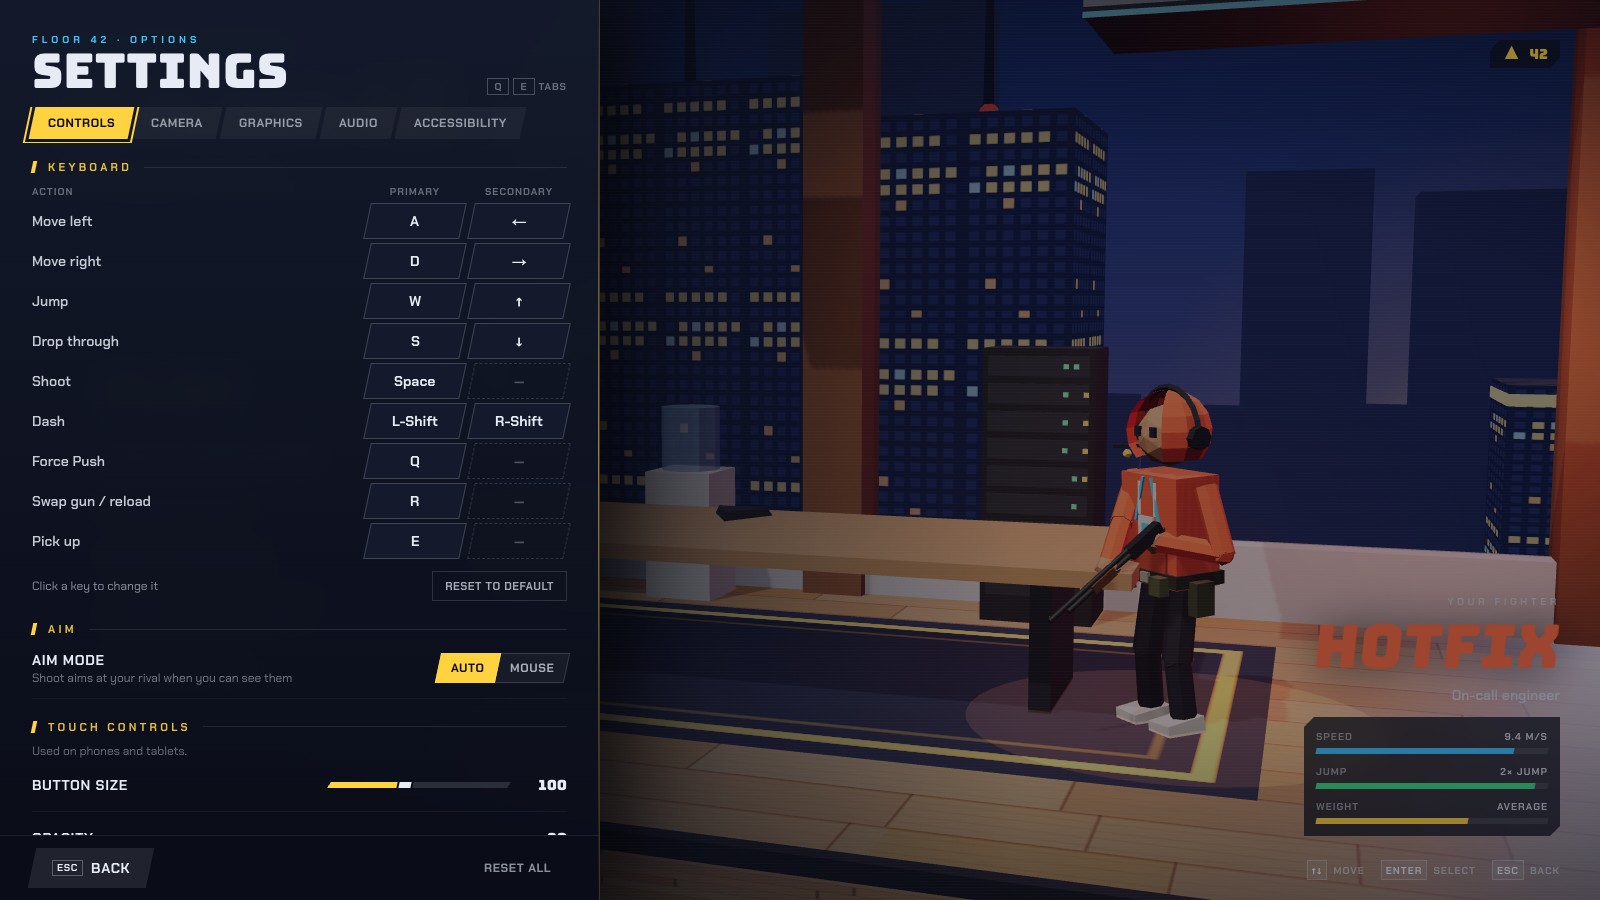 FLOOR 42 · OPTIONS
SETTINGS
Q E TABS
CONTROLS CAMERA GRAPHICS AUDIO ACCESSIBILITY
KEYBOARD
ACTION PRIMARY SECONDARY
Move left A ←
Move right D →
Jump W ↑
Drop through S ↓
Shoot Space –
Dash L-Shift R-Shift
Force Push Q –
Swap gun / reload R –
Pick up E –
Click a key to change it RESET TO DEFAULT
AIM
AIM MODE
Shoot aims at your rival when you can see them
AUTO MOUSE
TOUCH CONTROLS
Used on phones and tablets.
BUTTON SIZE 100
ESC BACK RESET ALL
42
YOUR FIGHTER
HOTFIX
On-call engineer
SPEED 9.4 M/S
JUMP 2× JUMP
WEIGHT AVERAGE
↑↓ MOVE ENTER SELECT ESC BACK